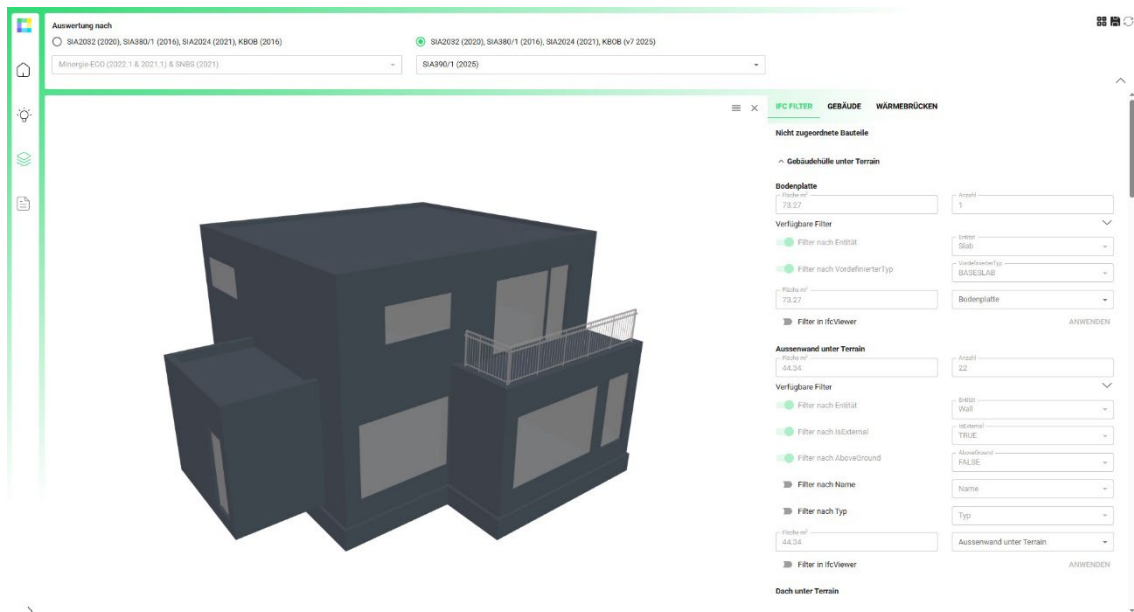 Auswertung nach
SIA2032 (2020), SIA380/1 (2016), SIA2024 (2021), KBOB (2016)
SIA2032 (2020), SIA380/1 (2016), SIA2024 (2021), KBOB (v7 2025)
Minergie-ECO (2022.1 & 2021.1) & SNBS (2021)
SIA390/1 (2025)
IFC FILTER GEBÄUDE WÄRMEBRÜCKEN
Nicht zugeordnete Bauteile
Gebäudehülle unter Terrain
Bodenplatte
Fläche m²
73.27
Anzahl
1
Verfügbare Filter
Filter nach Entität
Entität
Slab
Filter nach VordefinierterTyp
VordefinierterTyp
BASESLAB
Fläche m²
73.27
Bodenplatte
Filter in IfcViewer
ANWENDEN
Aussenwand unter Terrain
Fläche m²
44.34
Anzahl
22
Verfügbare Filter
Filter nach Entität
Entität
Wall
Filter nach IsExternal
IsExternal
TRUE
Filter nach AboveGround
AboveGround
FALSE
Filter nach Name
Name
Filter nach Typ
Typ
Fläche m²
44.34
Aussenwand unter Terrain
Filter in IfcViewer
ANWENDEN
Dach unter Terrain